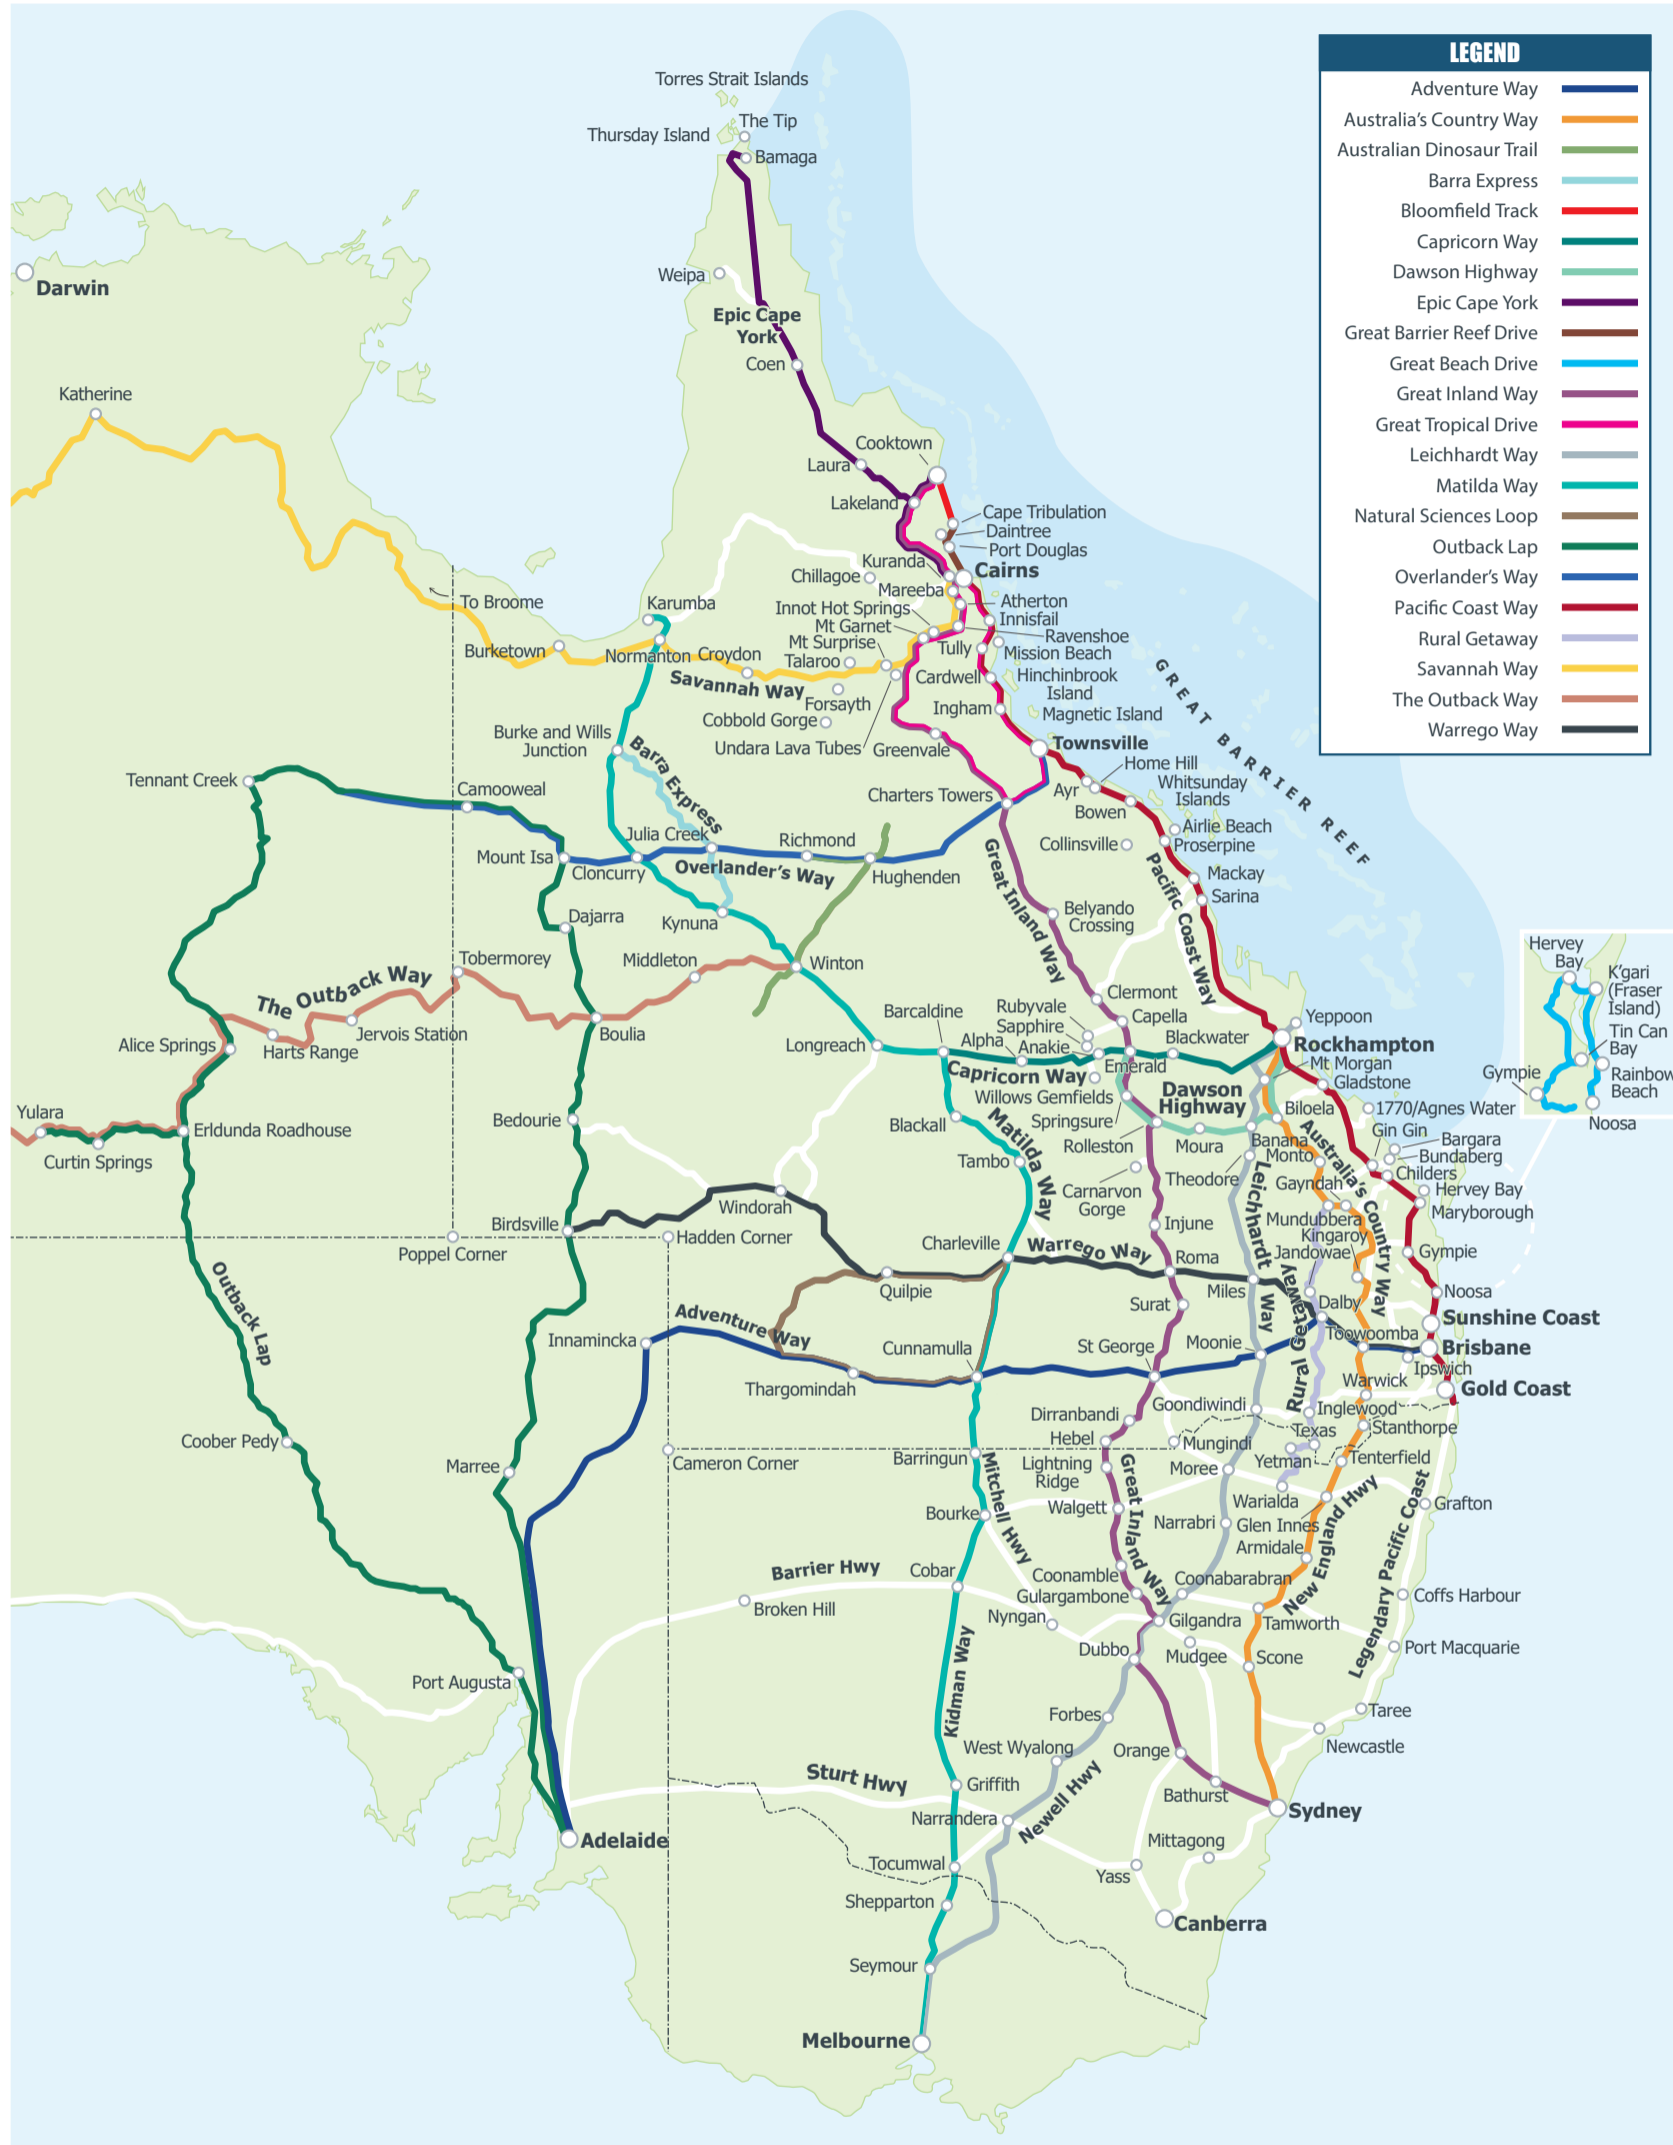 LEGEND
Adventure Way
Australia's Country Way
Australian Dinosaur Trail
Barra Express
Bloomfield Track
Capricorn Way
Dawson Highway
Epic Cape York
Great Barrier Reef Drive
Great Beach Drive
Great Inland Way
Great Tropical Drive
Leichhardt Way
Matilda Way
Natural Sciences Loop
Outback Lap
Overlander's Way
Pacific Coast Way
Rural Getaway
Savannah Way
The Outback Way
Warrego Way
Torres Strait Islands
The Tip
Thursday Island
Bamaga
Darwin
Weipa
Epic Cape
York
Coen
Katherine
Cooktown
Laura
Lakeland
Cape Tribulation
Daintree
Port Douglas
Kuranda
Cairns
Chillagoe
Mareeba
To Broome
Karumba
Innot Hot Springs
Atherton
Innisfail
Mt Garnet
Ravenshoe
Mt Surprise
Tully
Mission Beach
Burketown
Normanton
Croydon
Talaroo
Savannah Way
Cardwell
Hinchinbrook
Island
Forsayth
Ingham
Magnetic Island
Cobbold Gorge
Undara Lava Tubes
Greenvale
Burke and Wills
Junction
Barra Express
Townsville
GREAT BARRIER REEF
Home Hill
Whitsunday
Islands
Tennant Creek
Camooweal
Charters Towers
Ayr
Bowen
Airlie Beach
Proserpine
Collinsville
Julia Creek
Richmond
Mount Isa
Cloncurry
Overlander's Way
Hughenden
Great Inland Way
Pacific Coast Way
Mackay
Sarina
Dajarra
Kynuna
Belyando
Crossing
Tobermorey
Middleton
Winton
The Outback Way
Hervey
Bay
K'gari
(Fraser
Island)
Tin Can
Bay
Gympie
Rainbow
Beach
Noosa
Clermont
Rubyvale
Capella
Sapphire
Barcaldine
Alpha
Anakie
Blackwater
Yeppoon
Rockhampton
Jervois Station
Boulia
Alice Springs
Harts Range
Longreach
Capricorn Way
Emerald
Mt Morgan
Willows Gemfields
Dawson
Highway
Gladstone
Yulara
Bedourie
Erldunda Roadhouse
Blackall
Matilda Way
Springsure
Biloela
1770/Agnes Water
Curtin Springs
Rolleston
Moura
Banana
Gin Gin
Bargara
Bundaberg
Tambo
Monto
Childers
Theodore
Leichhardt Way
Australia's Country Way
Carnarvon
Gorge
Gayndah
Hervey Bay
Windorah
Mundubbera
Maryborough
Birdsville
Injune
Kingaroy
Hadden Corner
Charleville
Warrego Way
Jandowae
Gympie
Poppel Corner
Roma
Outback Lap
Quilpie
Surat
Miles
Dalby
Noosa
Adventure Way
Rural Getaway
Sunshine Coast
Innamincka
Cunnamulla
St George
Moonie
Toowoomba
Brisbane
Ipswich
Thargomindah
Warwick
Gold Coast
Goondiwindi
Inglewood
Dirranbandi
Stanthorpe
Coober Pedy
Hebel
Mungindi
Texas
Marree
Cameron Corner
Barringun
Mitchell Hwy
Lightning
Ridge
Great Inland Way
Moree
Yetman
Tenterfield
Warialda
Grafton
Bourke
Walgett
Narrabri
Glen Innes
New England Hwy
Legendary Pacific Coast
Armidale
Barrier Hwy
Cobar
Coonamble
Coonabarabran
Gulargambone
Broken Hill
Nyngan
Gilgandra
Tamworth
Coffs Harbour
Kidman Way
Dubbo
Mudgee
Scone
Port Macquarie
Port Augusta
Forbes
Taree
West Wyalong
Orange
Newcastle
Sturt Hwy
Griffith
Bathurst
Narrandera
Newell Hwy
Sydney
Adelaide
Mittagong
Tocumwal
Yass
Shepparton
Canberra
Seymour
Melbourne